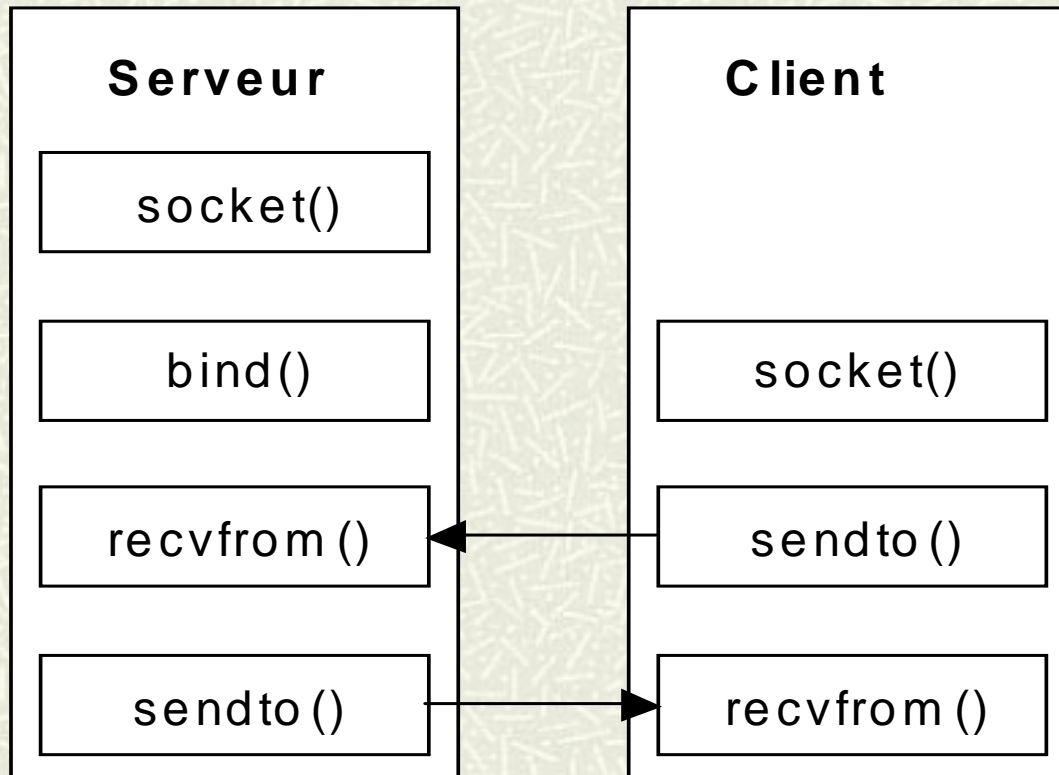 Serveur
socket()
bind()
recvfrom()
sendto()
Client
socket()
sendto()
recvfrom()